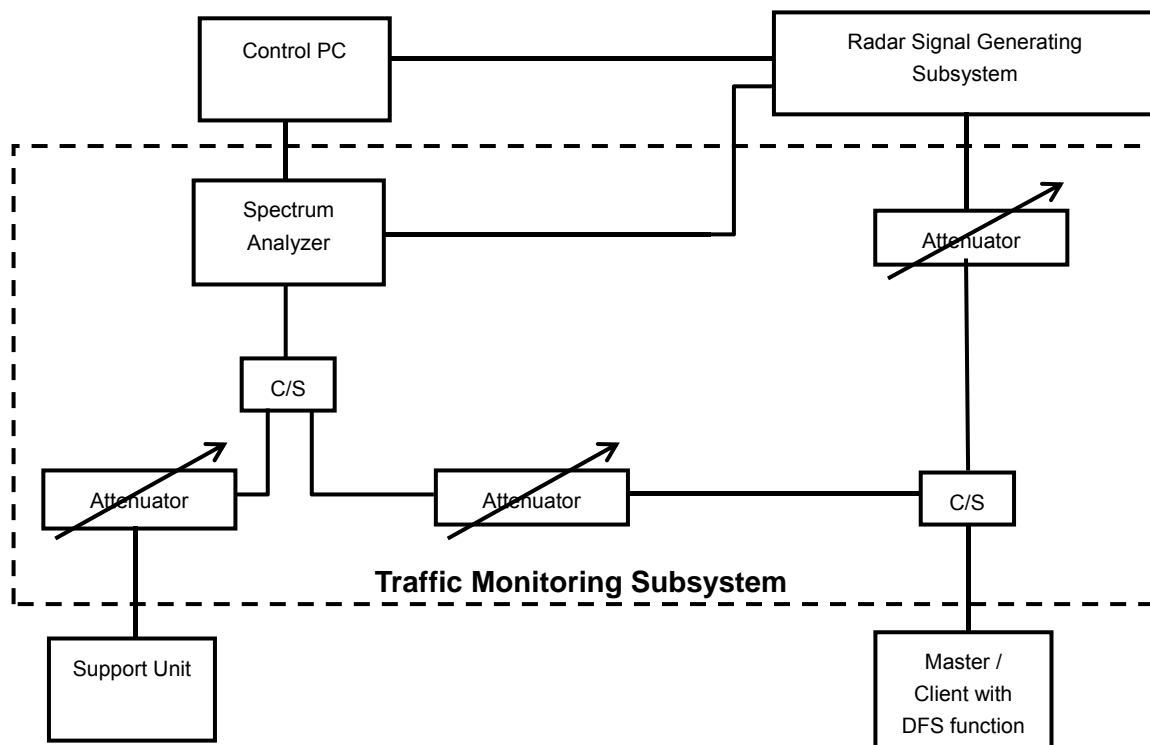 Control PC
Radar Signal Generating
Subsystem
Spectrum
Analyzer
Attenuator
C/S
Attenuator
Attenuator
C/S
Traffic Monitoring Subsystem
Support Unit
Master /
Client with
DFS function